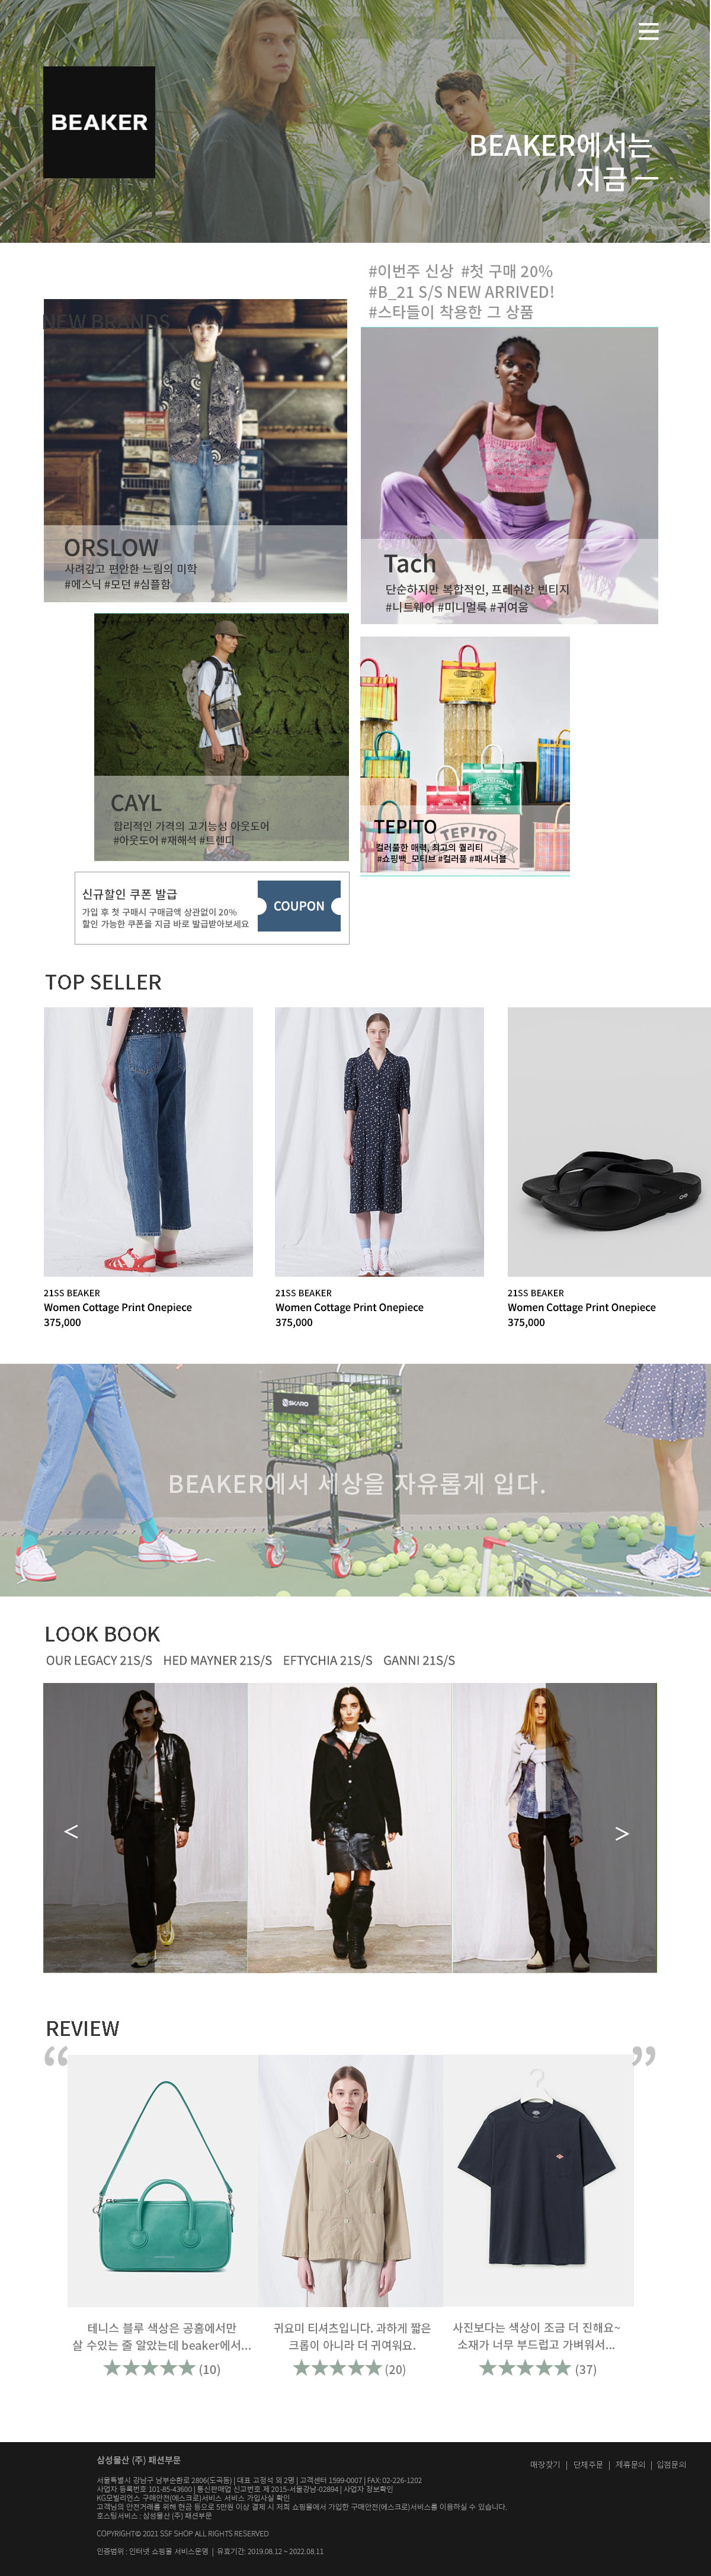 BEAKER
BEAKER에서는
지금 —
#이번주 신상 #첫 구매 20%
#B_21 S/S NEW ARRIVED!
#스타들이 착용한 그 상품
NEW BRANDS
ORSLOW
사려깊고 편안한 느림의 미학
#에스닉 #모던 #심플함
Tach
단순하지만 복합적인, 프레쉬한 빈티지
#니트웨어 #미니멀룩 #귀여움
CAYL
합리적인 가격의 고기능성 아웃도어
#아웃도어 #재해석 #트렌디
TEPITO
TEPITO
컬러풀한 매력, 최고의 퀄리티
#쇼핑백_모티브 #컬러풀 #패셔너블
신규할인 쿠폰 발급
가입 후 첫 구매시 구매금액 상관없이 20%
할인 가능한 쿠폰을 지금 바로 발급받아보세요
COUPON
TOP SELLER
21SS BEAKER
Women Cottage Print Onepiece
375,000
21SS BEAKER
Women Cottage Print Onepiece
375,000
21SS BEAKER
Women Cottage Print Onepiece
375,000
SKARO
BEAKER에서 세상을 자유롭게 입다.
LOOK BOOK
OUR LEGACY 21S/S HED MAYNER 21S/S EFTYCHIA 21S/S GANNI 21S/S
< >
REVIEW
“ ”
테니스 블루 색상은 공홈에서만
살 수있는 줄 알았는데 beaker에서...
★★★★★ (10)
귀요미 티셔츠입니다. 과하게 짧은
크롭이 아니라 더 귀여워요.
★★★★★ (20)
사진보다는 색상이 조금 더 진해요~
소재가 너무 부드럽고 가벼워서...
★★★★★ (37)
삼성물산 (주) 패션부문
매장찾기 | 단체주문 | 제휴문의 | 입점문의
서울특별시 강남구 남부순환로 2806(도곡동) | 대표 고정석 외 2명 | 고객센터 1599-0007 | FAX: 02-226-1202
사업자 등록번호 101-85-43600 | 통신판매업 신고번호 제 2015-서울강남-02894 | 사업자 정보확인
KG모빌리언스 구매안전(에스크로)서비스 서비스 가입사실 확인
고객님의 안전거래를 위해 현금 등으로 5만원 이상 결제 시 저희 쇼핑몰에서 가입한 구매안전(에스크로)서비스를 이용하실 수 있습니다.
호스팅서비스 : 삼성물산 (주) 패션부문
COPYRIGHT© 2021 SSF SHOP ALL RIGHTS RESERVED
인증범위 : 인터넷 쇼핑몰 서비스운영 | 유효기간: 2019.08.12 ~ 2022.08.11